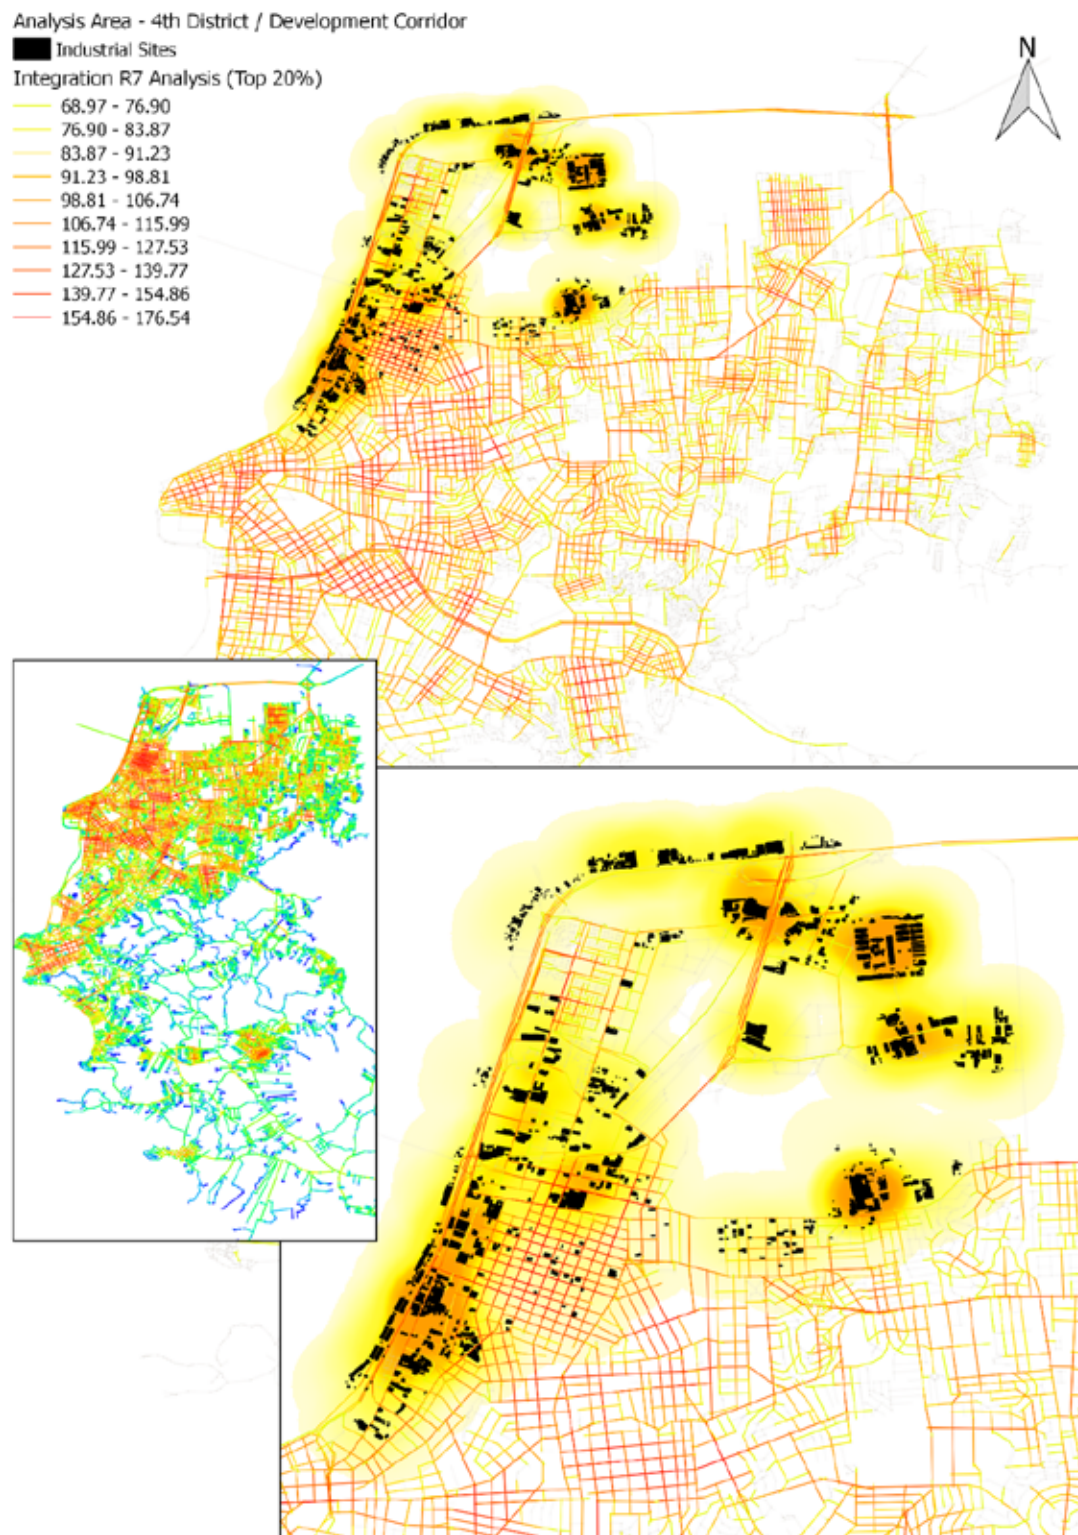 Analysis Area - 4th District / Development Corridor
Industrial Sites
Integration R7 Analysis (Top 20%)
68.97 - 76.90
76.90 - 83.87
83.87 - 91.23
91.23 - 98.81
98.81 - 106.74
106.74 - 115.99
115.99 - 127.53
127.53 - 139.77
139.77 - 154.86
154.86 - 176.54
N